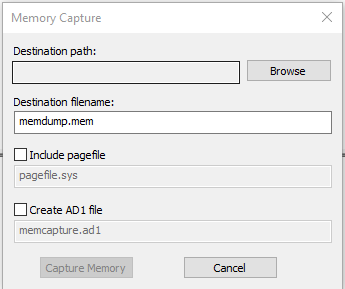 Memory Capture
Destination path:
Browse
Destination filename:
memdump.mem
Include pagefile
pagefile.sys
Create AD1 file
memcapture.ad1
Capture Memory
Cancel